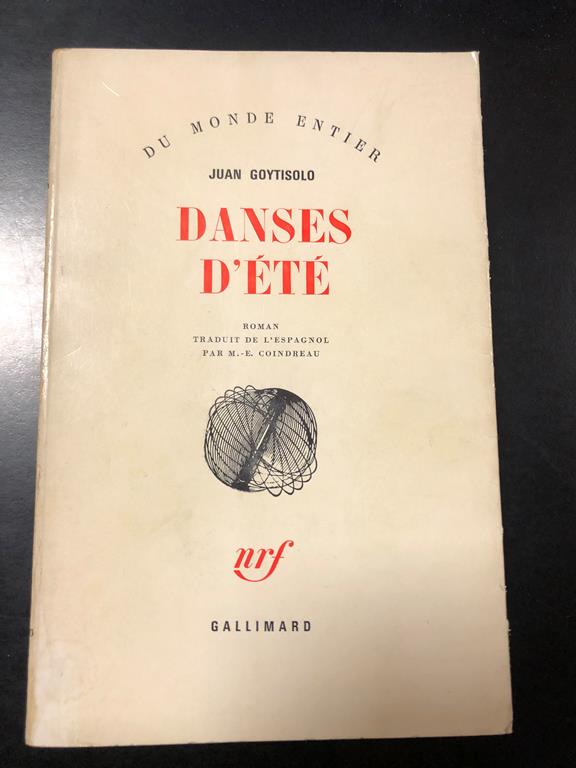 DU MONDE ENTIER
JUAN GOYTISOLO
DANSES
D'ÉTÉ
ROMAN
TRADUIT DE L'ESPAGNOL
PAR M.-E. COINDREAU
nrf
GALLIMARD